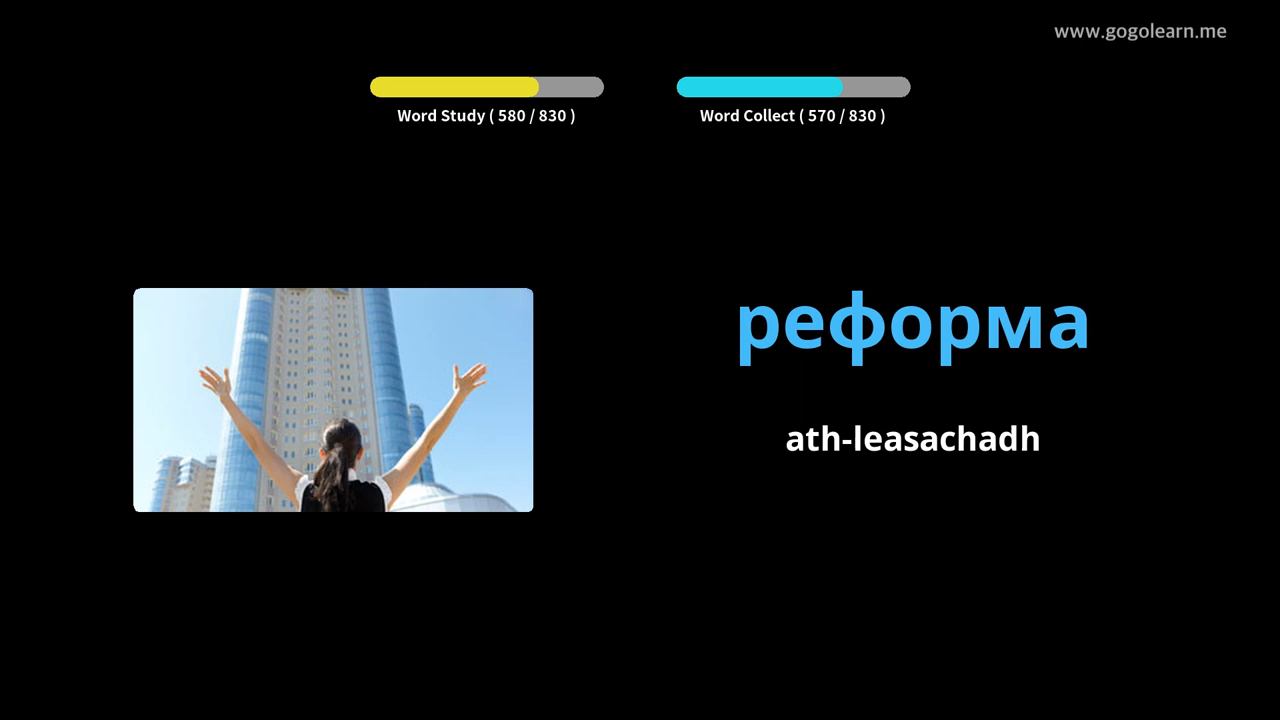 www.gogolearn.me
Word Study ( 580 / 830 )
Word Collect ( 570 / 830 )
реформа
ath-leasachadh